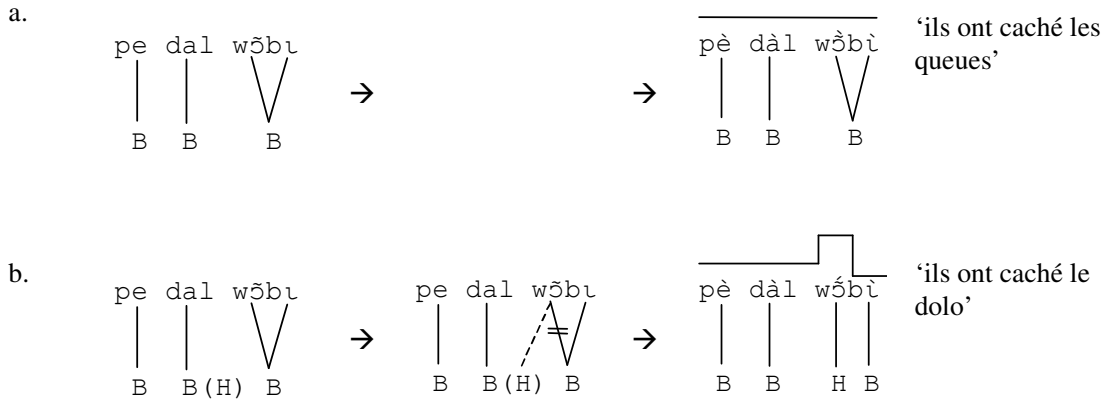 a.
pe dal wɔ̃bɩ → → pè dàl wɔ̃̀bɩ̀ ‘ils ont caché les
queues’
B B B B B B
b.
pe dal wɔ̃bɩ → pe dal wɔ̃bɩ → pè dàl wɔ̃́bɩ̀ ‘ils ont caché le
dolo’
B B(H) B B B(H) B B B H B